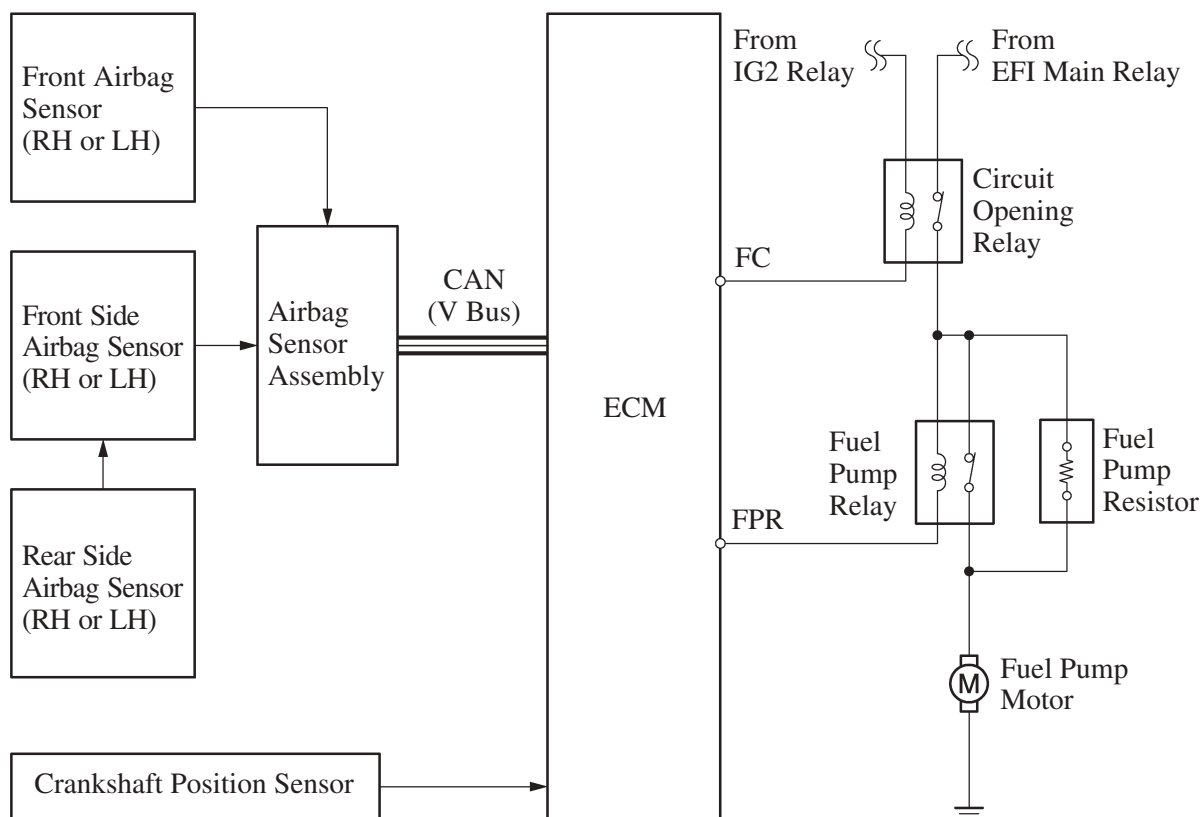 Front Airbag
Sensor
(RH or LH)
Front Side
Airbag Sensor
(RH or LH)
Rear Side
Airbag Sensor
(RH or LH)
Crankshaft Position Sensor
Airbag
Sensor
Assembly
CAN
(V Bus)
ECM
From
IG2 Relay
From
EFI Main Relay
Circuit
Opening
Relay
FC
Fuel
Pump
Relay
Fuel
Pump
Resistor
FPR
M
Fuel Pump
Motor